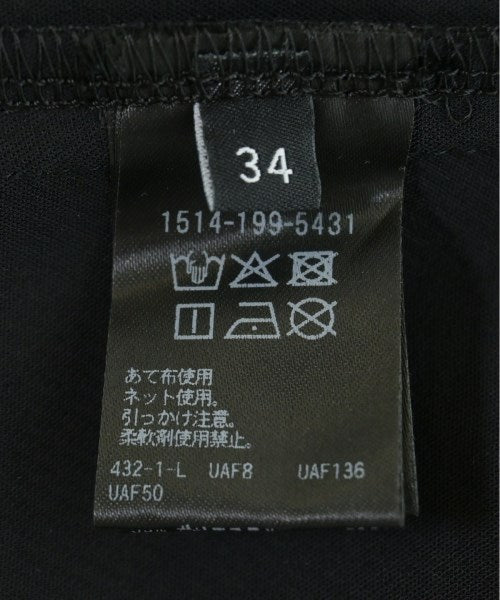 34
1514-199-5431
あて布使用
ネット使用。
引っかけ注意。
柔軟剤使用禁止。
432-1-L UAF8 UAF136
UAF50